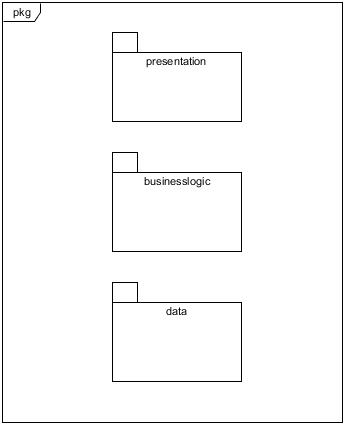 pkg
presentation
businesslogic
data